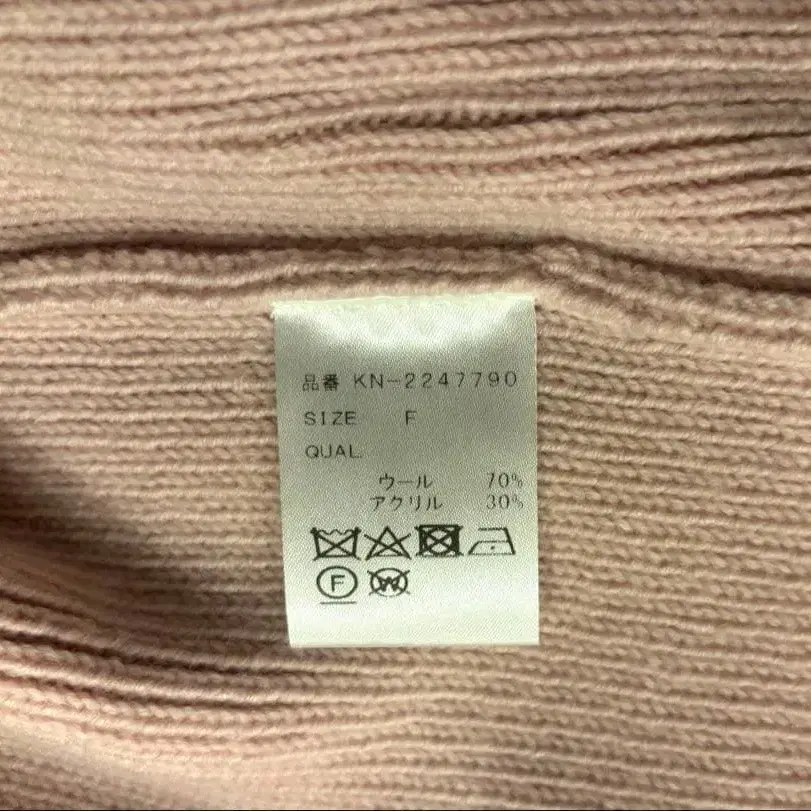 品番 KN-2247790
SIZE F
QUAL
ウール 70%
アクリル 30%
F W